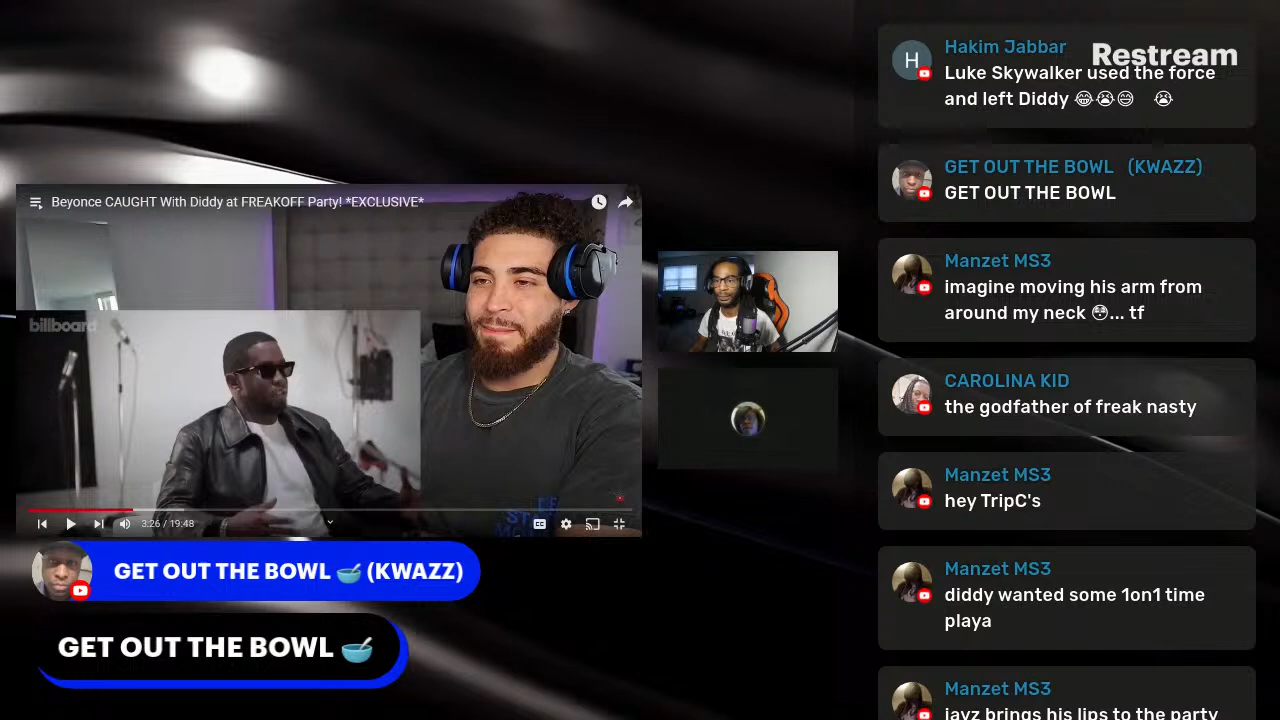 Beyonce CAUGHT With Diddy at FREAKOFF Party! *EXCLUSIVE*
billboard
3:26 / 19:48
CC
GET OUT THE BOWL 🥣 (KWAZZ)
GET OUT THE BOWL 🥣
Restream
H
Hakim Jabbar
Luke Skywalker used the force
and left Diddy 😂😭😅 😭
GET OUT THE BOWL (KWAZZ)
GET OUT THE BOWL
Manzet MS3
imagine moving his arm from
around my neck 😳... tf
CAROLINA KID
the godfather of freak nasty
Manzet MS3
hey TripC's
Manzet MS3
diddy wanted some 1on1 time
playa
Manzet MS3
jayz brings his lips to the party